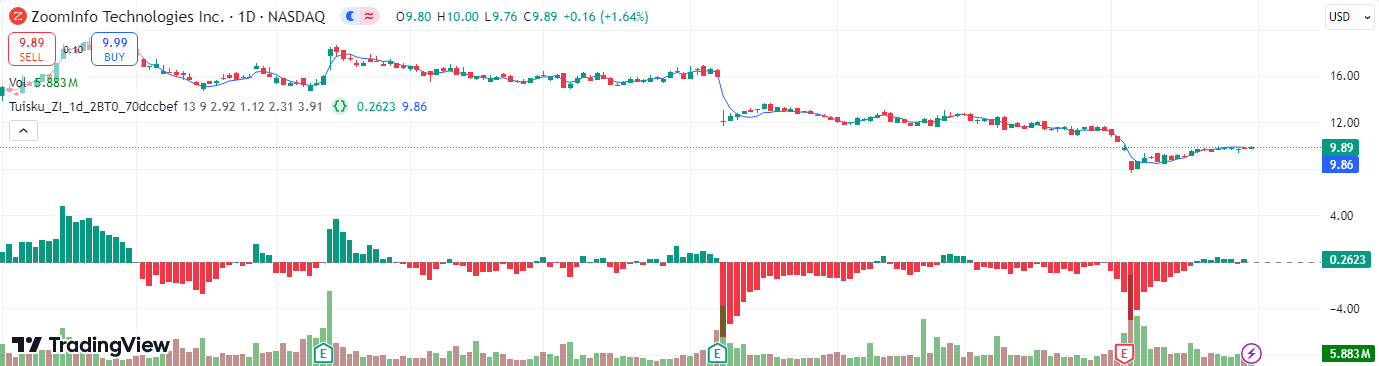 Z ZoomInfo Technologies Inc. · 1D · NASDAQ O9.80 H10.00 L9.76 C9.89 +0.16 (+1.64%)
USD
9.89 SELL 0.10 9.99 BUY
Vol 5.883 M
Tuisku_ZI_1d_2BT0_70dccbef 13 9 2.92 1.12 2.31 3.91 {} 0.2623 9.86
16.00
12.00
9.89
9.86
4.00
0.2623
−4.00
5.883 M
TradingView
E
E
E